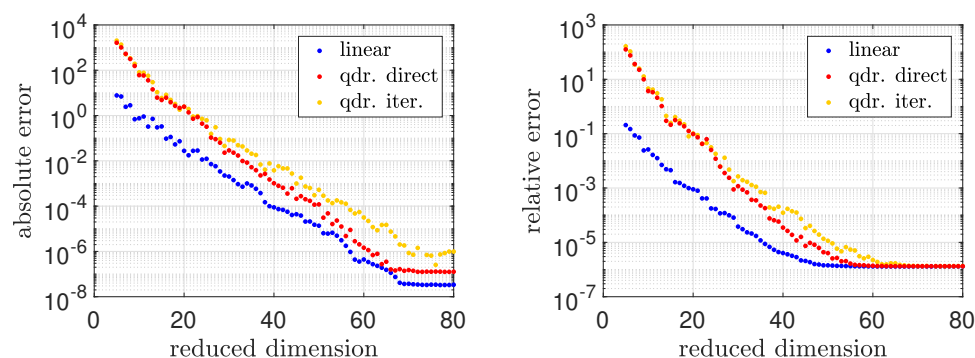 absolute error
10^4
10^2
10^0
10^-2
10^-4
10^-6
10^-8
linear
qdr. direct
qdr. iter.
0
20
40
60
80
reduced dimension
relative error
10^3
10^1
10^-1
10^-3
10^-5
10^-7
linear
qdr. direct
qdr. iter.
0
20
40
60
80
reduced dimension